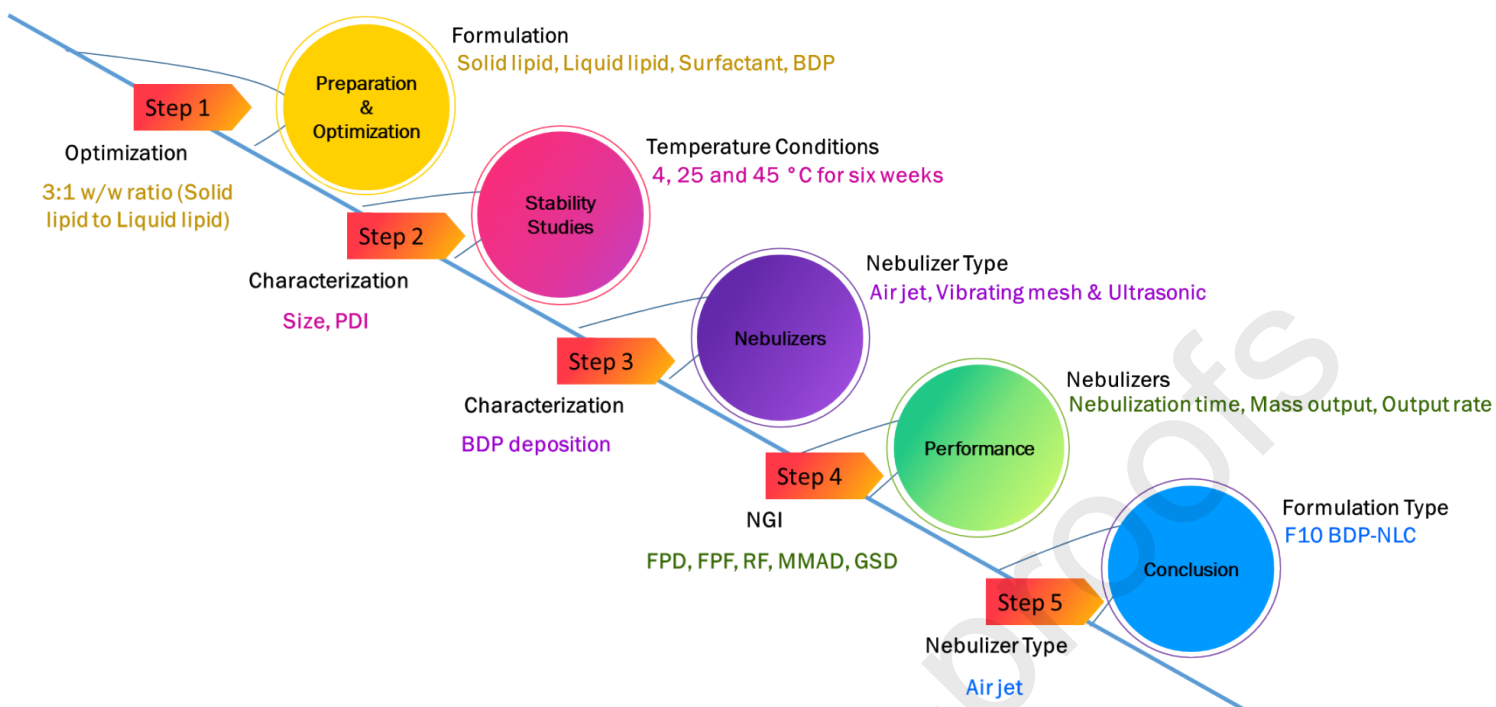 Formulation
Solid lipid, Liquid lipid, Surfactant, BDP
Preparation
&
Optimization
Step 1
Optimization
3:1 w/w ratio (Solid
lipid to Liquid lipid)
Temperature Conditions
4, 25 and 45 °C for six weeks
Stability
Studies
Step 2
Characterization
Size, PDI
Nebulizer Type
Air jet, Vibrating mesh & Ultrasonic
Nebulizers
Step 3
Characterization
BDP deposition
Nebulizers
Nebulization time, Mass output, Output rate
Performance
Step 4
NGI
FPD, FPF, RF, MMAD, GSD
Formulation Type
F10 BDP-NLC
Conclusion
Step 5
Nebulizer Type
Air jet
proofs